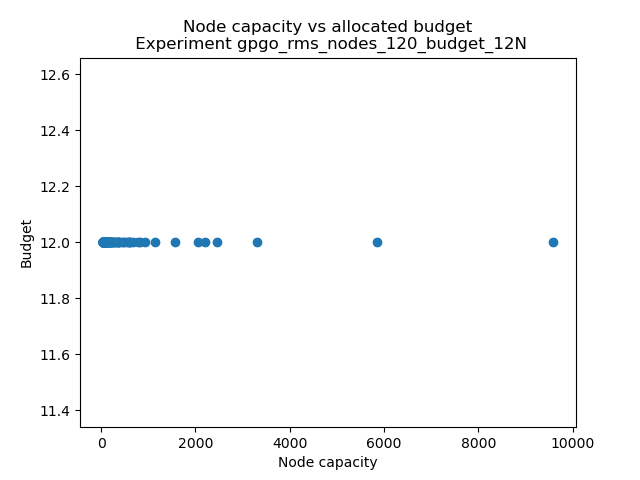 Node capacity vs allocated budget
Experiment gpgo_rms_nodes_120_budget_12N
12.6
12.4
12.2
12.0
11.8
11.6
11.4
Budget
0 2000 4000 6000 8000 10000
Node capacity